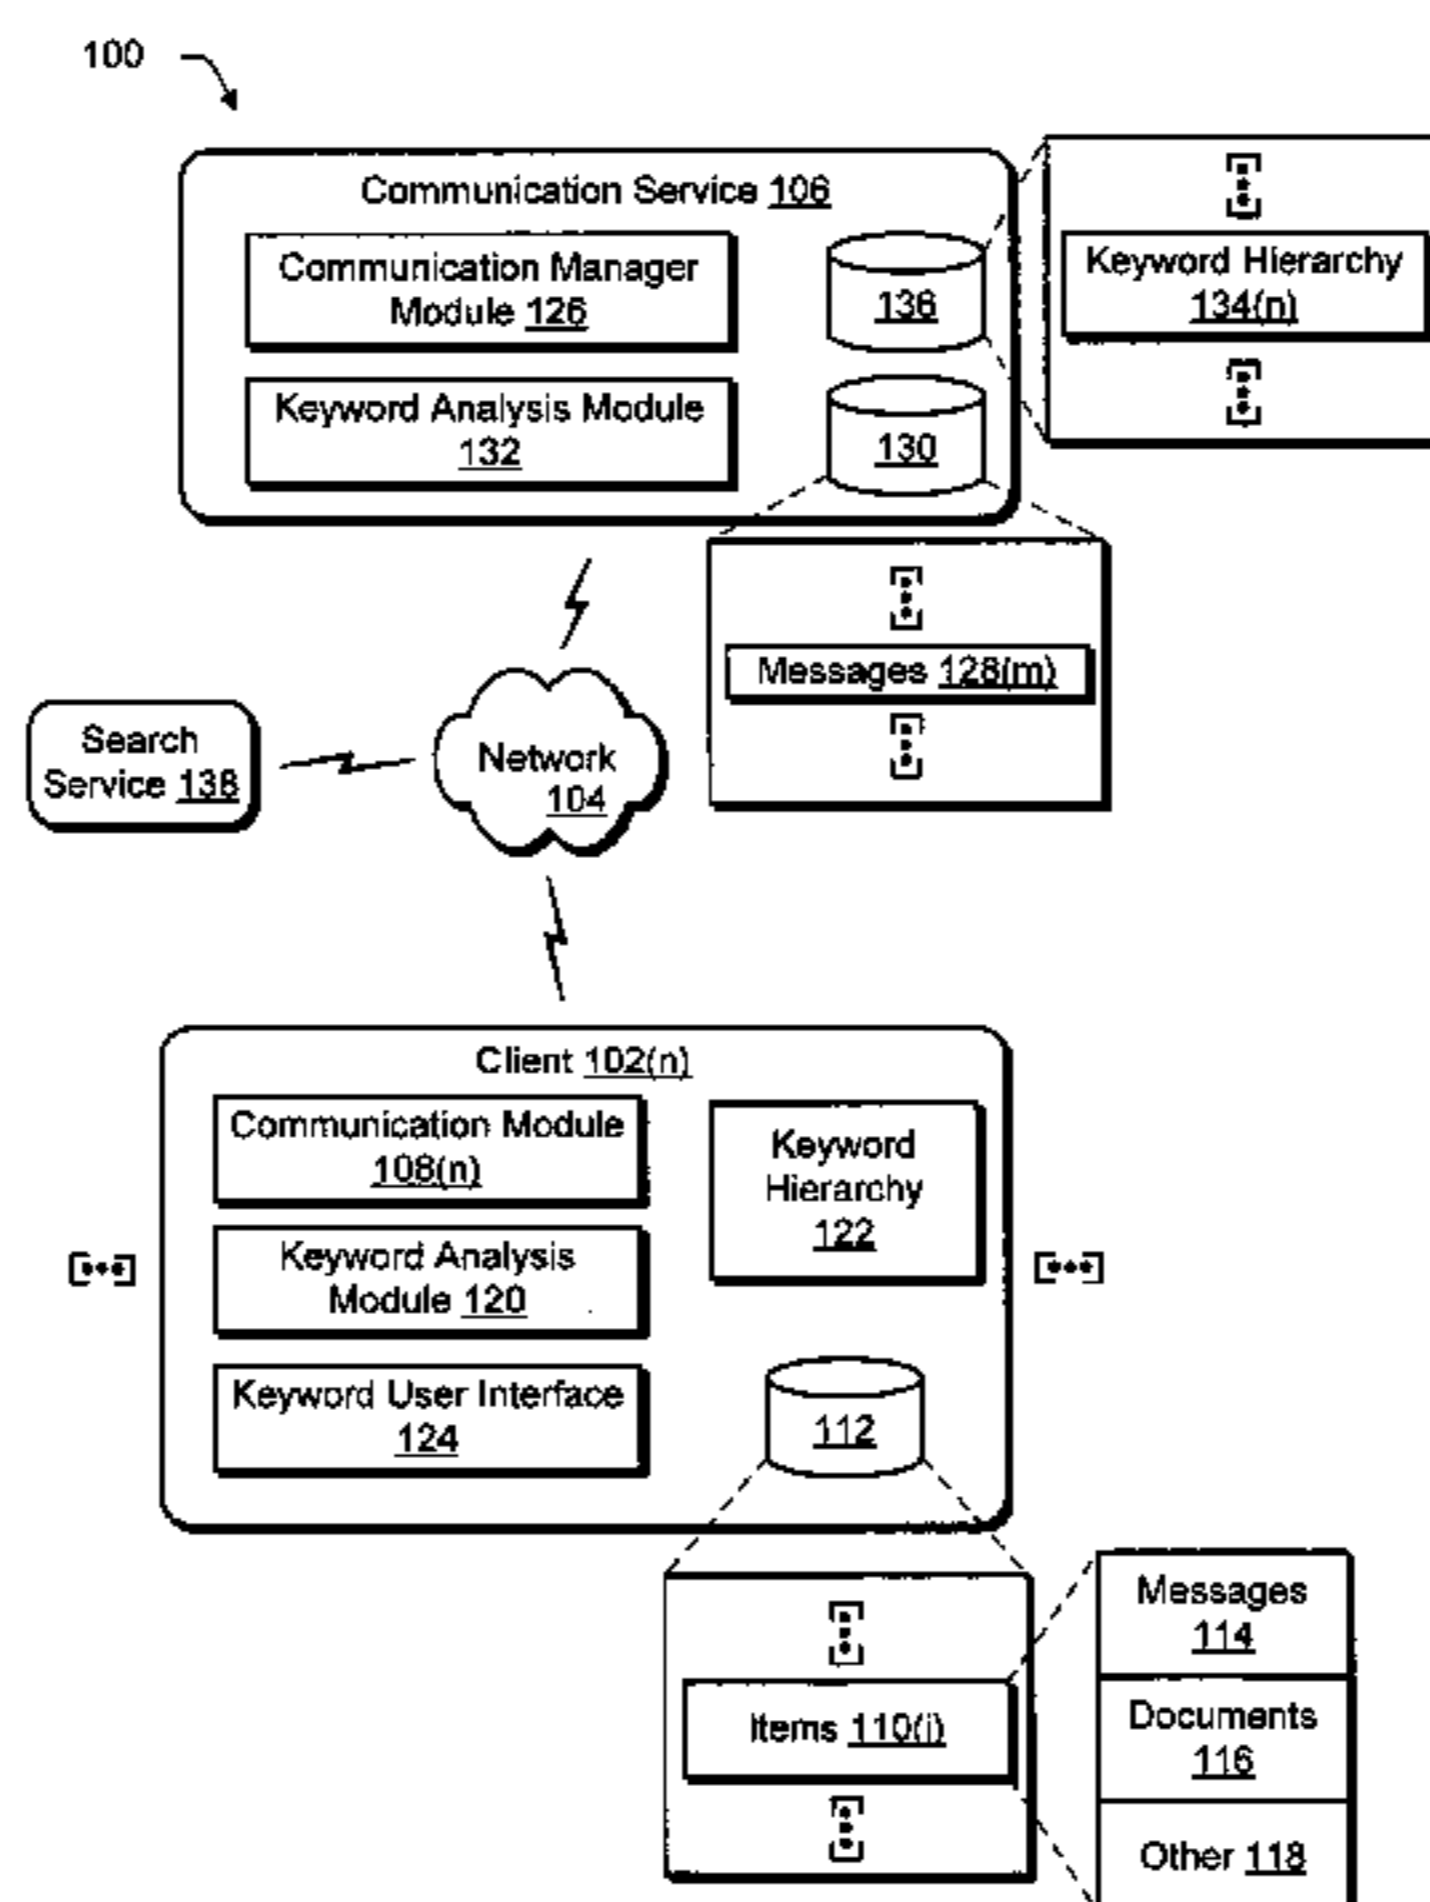 100
Communication Service 106
Communication Manager
Module 126
Keyword Analysis Module
132
136
130
Keyword Hierarchy
134(n)
Messages 128(m)
Search
Service 138
Network
104
Client 102(n)
Communication Module
108(n)
Keyword Analysis
Module 120
Keyword User Interface
124
Keyword
Hierarchy
122
112
Items 110(i)
Messages
114
Documents
116
Other 118